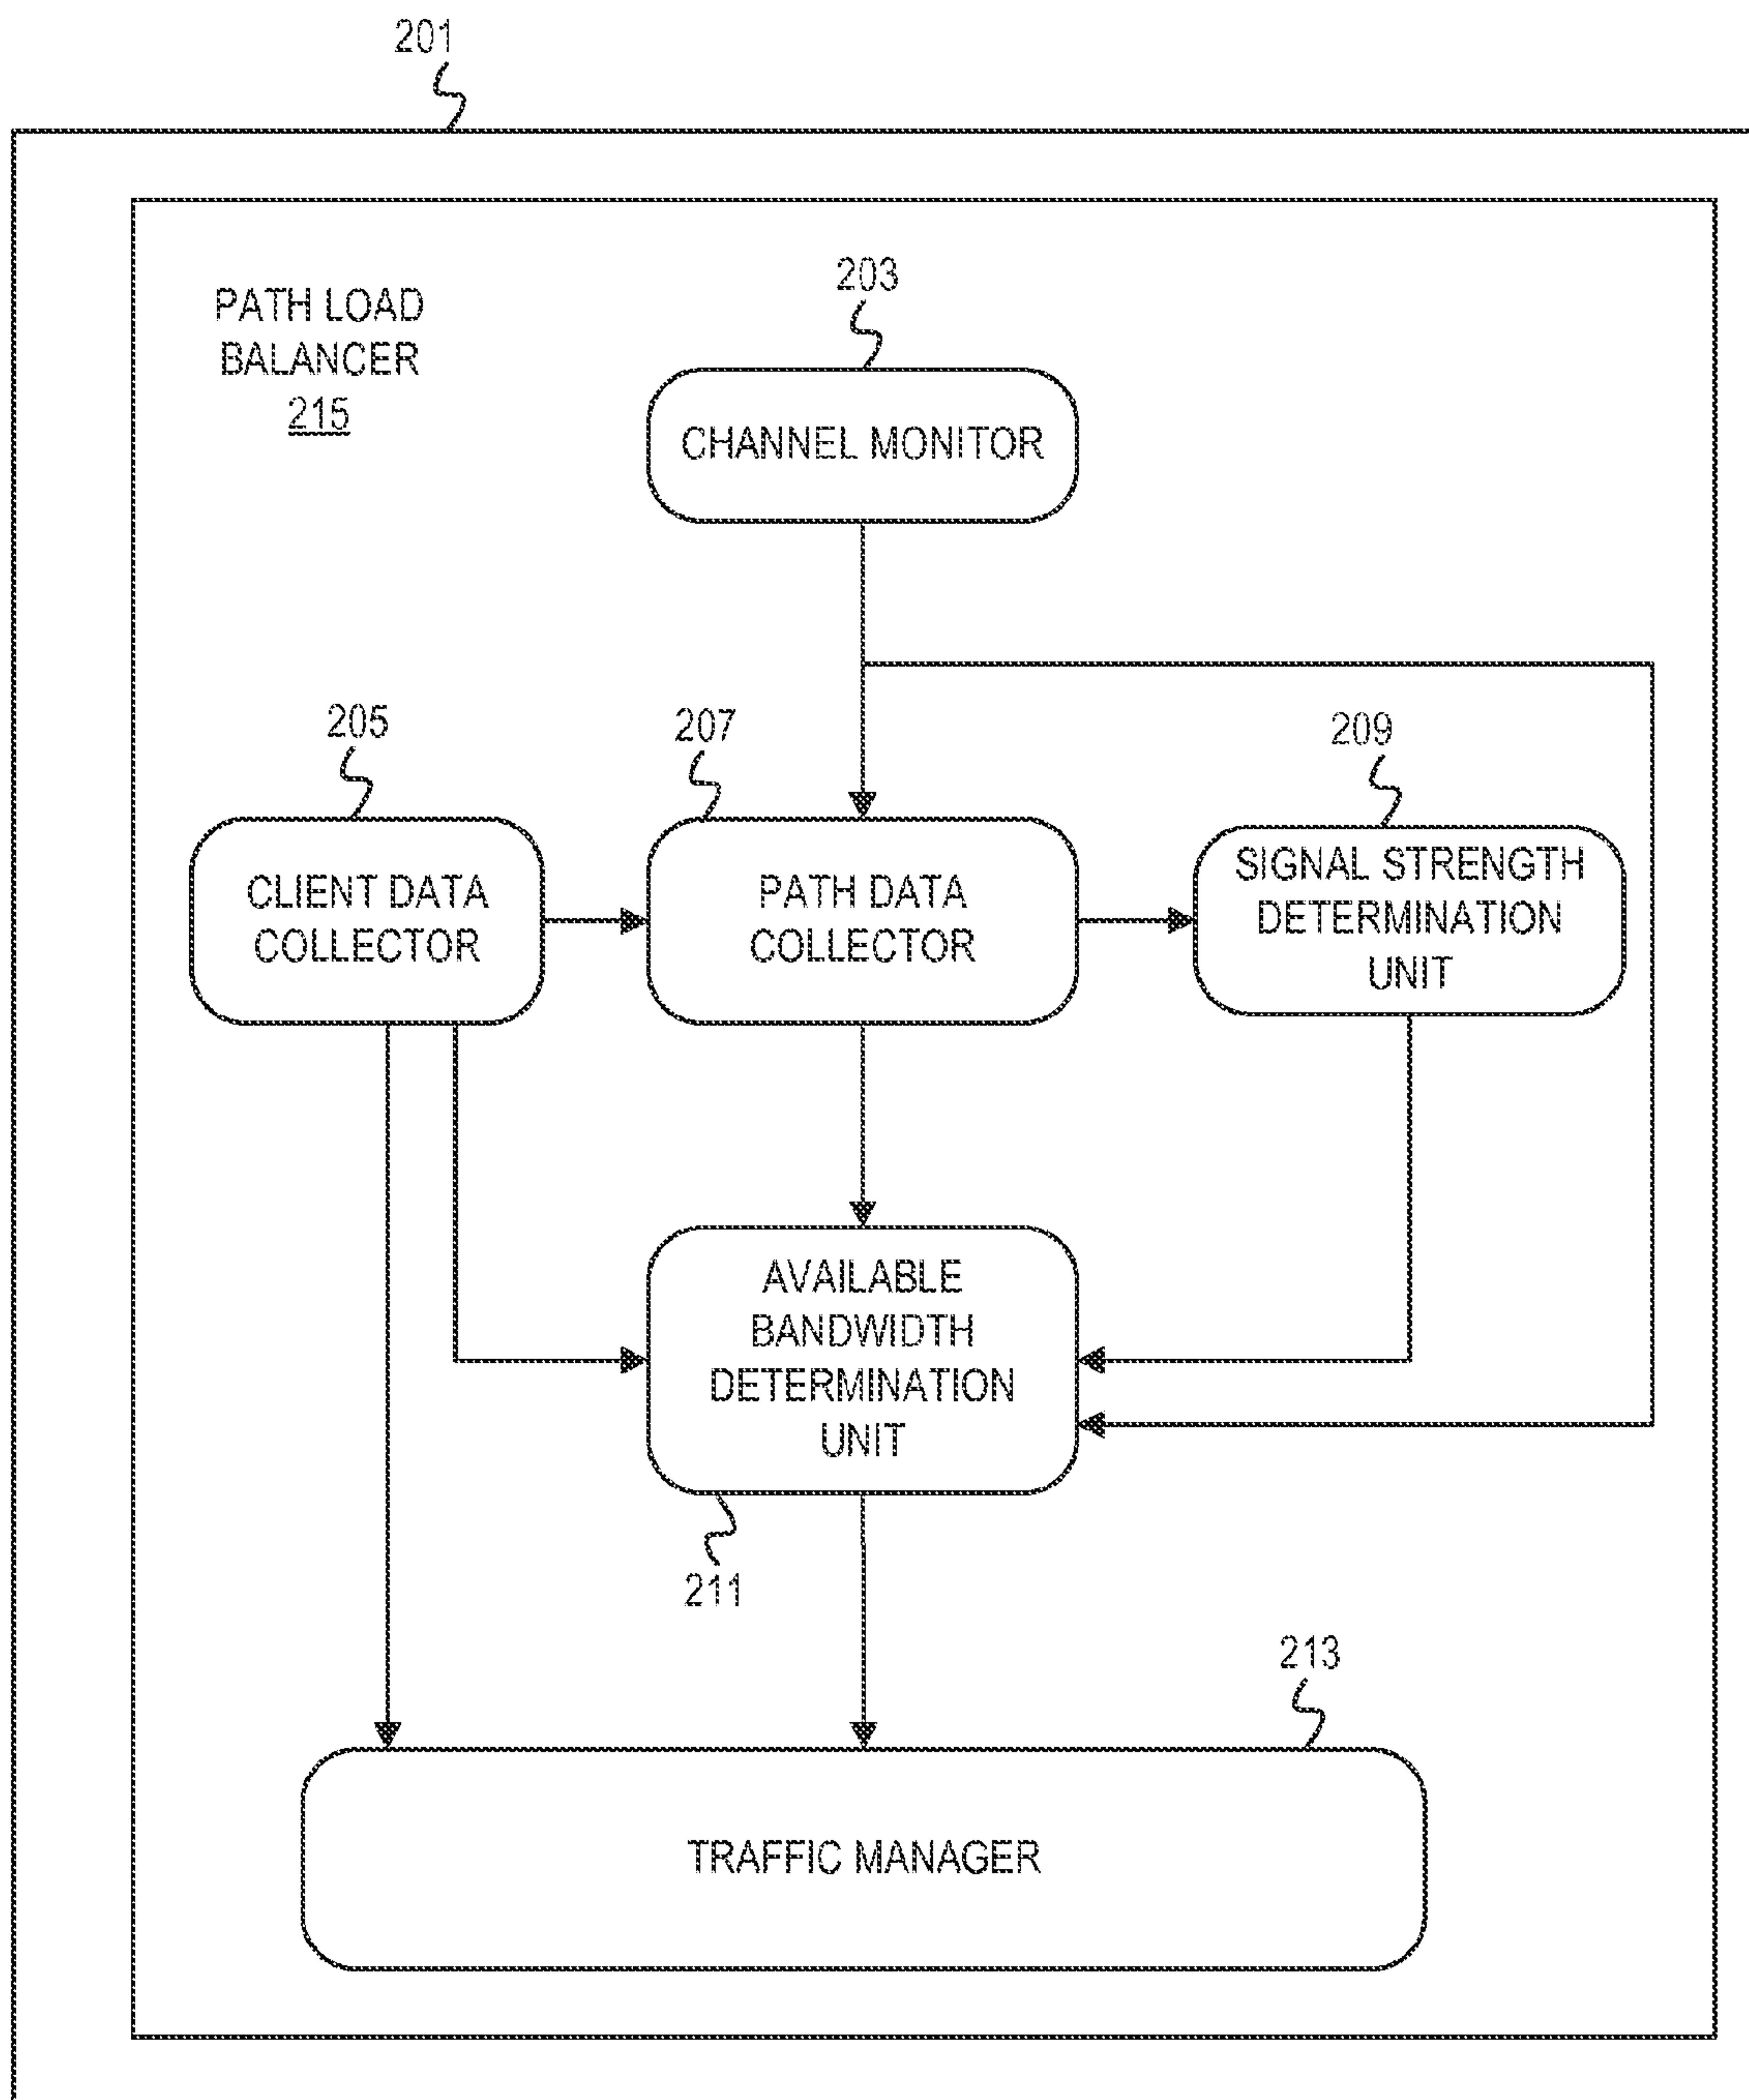 201
PATH LOAD
BALANCER
215
203
CHANNEL MONITOR
205
207
209
CLIENT DATA
COLLECTOR
PATH DATA
COLLECTOR
SIGNAL STRENGTH
DETERMINATION
UNIT
AVAILABLE
BANDWIDTH
DETERMINATION
UNIT
211
213
TRAFFIC MANAGER